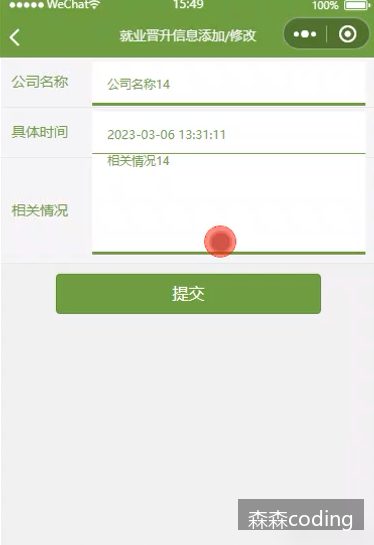 ●●●●● WeChat 15:49 100%
就业晋升信息添加/修改
公司名称 公司名称14
具体时间 2023-03-06 13:31:11
相关情况14
相关情况
提交
森森coding